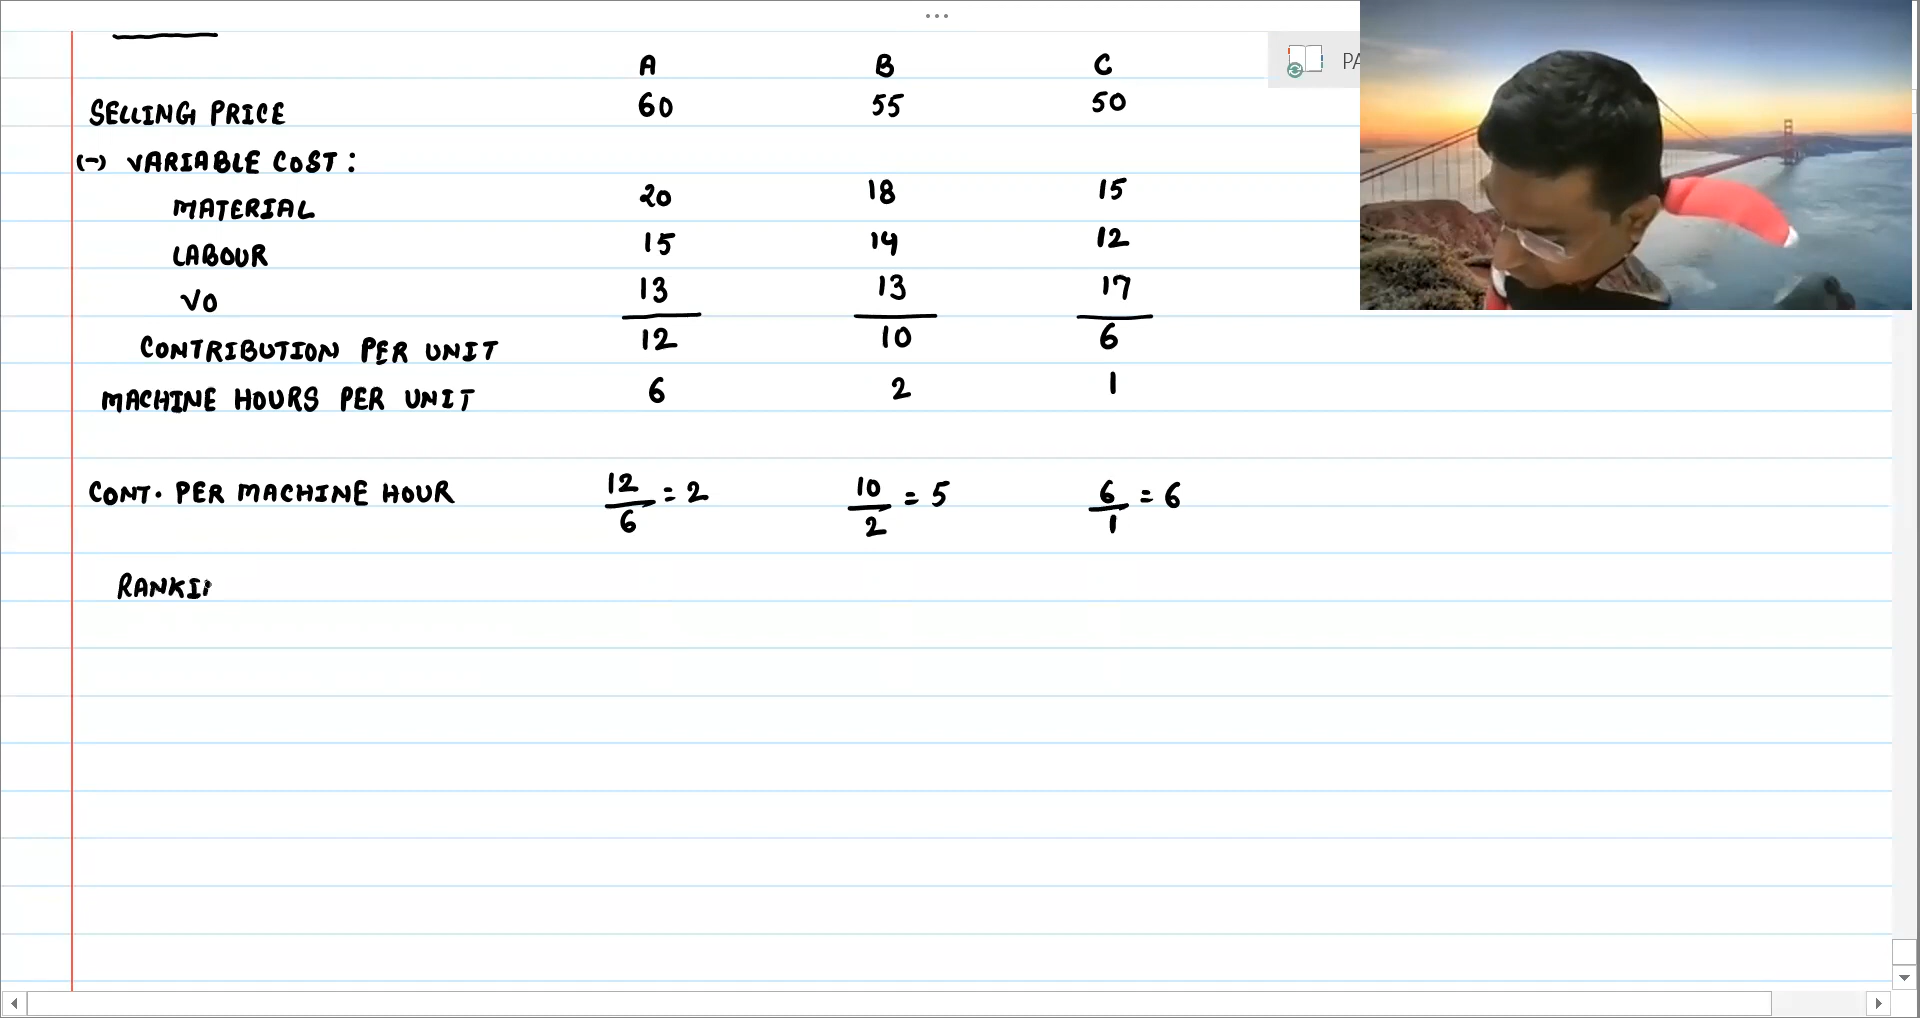 ...
PA
A B C
SELLING PRICE 60 55 50
(-) VARIABLE COST :
MATERIAL 20 18 15
LABOUR 15 14 12
VO 13 13 17
CONTRIBUTION PER UNIT 12 10 6
MACHINE HOURS PER UNIT 6 2 1
CONT. PER MACHINE HOUR 12/6 = 2 10/2 = 5 6/1 = 6
RANKI